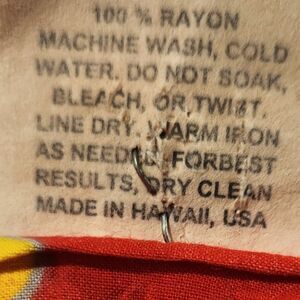 100 % RAYON
MACHINE WASH, COLD
WATER. DO NOT SOAK,
BLEACH, OR TWIST.
LINE DRY. WARM IRON
AS NEEDED. FORBEST
RESULTS, DRY CLEAN
MADE IN HAWAII, USA